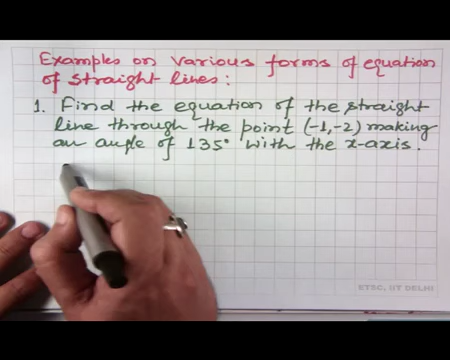 Examples on various forms of equation
of straight lines:
1. Find the equation of the straight
line through the point (-1,-2) making
an angle of 135° with the x-axis.
ETSC, IIT DELHI